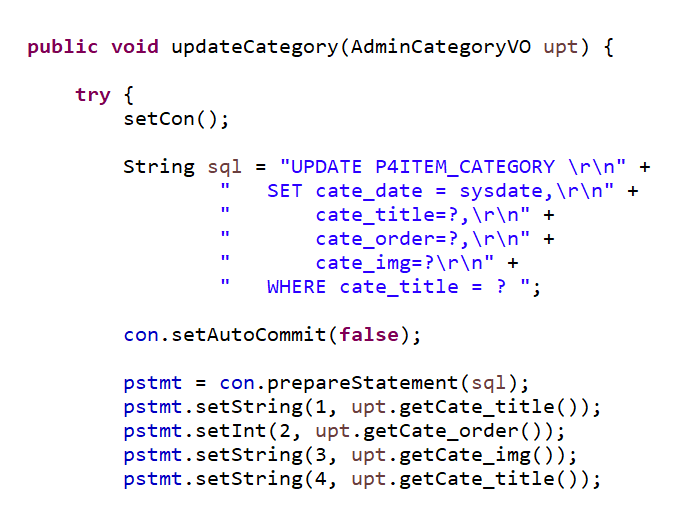 public void updateCategory(AdminCategoryVO upt) {
try {
setCon();
String sql = "UPDATE P4ITEM_CATEGORY \r\n" +
"   SET cate_date = sysdate,\r\n" +
"       cate_title=?,\r\n" +
"       cate_order=?,\r\n" +
"       cate_img=?\r\n" +
"   WHERE cate_title = ? ";
con.setAutoCommit(false);
pstmt = con.prepareStatement(sql);
pstmt.setString(1, upt.getCate_title());
pstmt.setInt(2, upt.getCate_order());
pstmt.setString(3, upt.getCate_img());
pstmt.setString(4, upt.getCate_title());